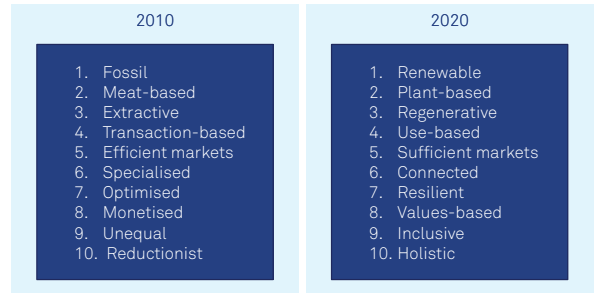 2010
1. Fossil
2. Meat-based
3. Extractive
4. Transaction-based
5. Efficient markets
6. Specialised
7. Optimised
8. Monetised
9. Unequal
10. Reductionist
2020
1. Renewable
2. Plant-based
3. Regenerative
4. Use-based
5. Sufficient markets
6. Connected
7. Resilient
8. Values-based
9. Inclusive
10. Holistic